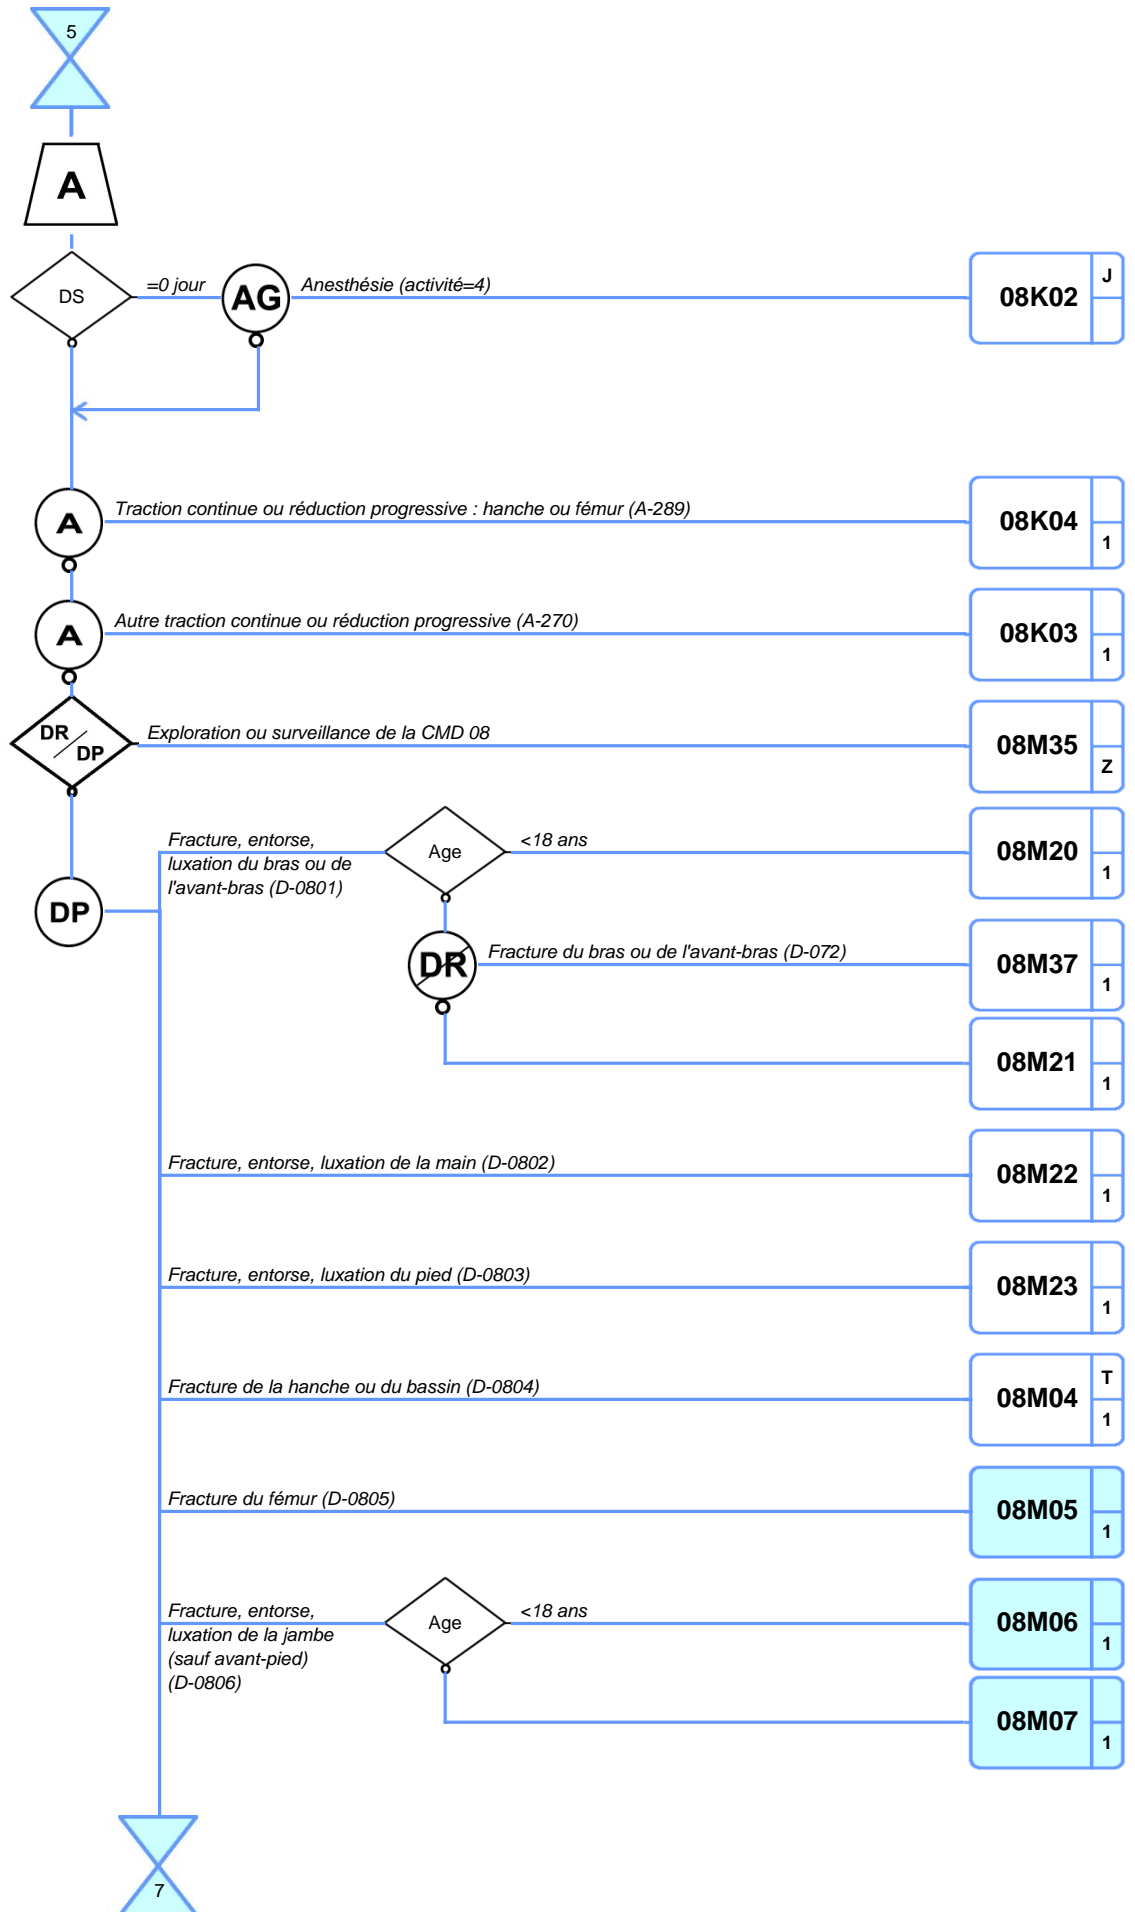 5
A
DS
=0 jour
AG
Anesthésie (activité=4)
08K02
J
A
Traction continue ou réduction progressive : hanche ou fémur (A-289)
08K04
1
A
Autre traction continue ou réduction progressive (A-270)
08K03
1
DR
DP
Exploration ou surveillance de la CMD 08
08M35
Z
DP
Fracture, entorse,
luxation du bras ou de
l'avant-bras (D-0801)
Age
<18 ans
08M20
1
DR
Fracture du bras ou de l'avant-bras (D-072)
08M37
1
08M21
1
Fracture, entorse, luxation de la main (D-0802)
08M22
1
Fracture, entorse, luxation du pied (D-0803)
08M23
1
Fracture de la hanche ou du bassin (D-0804)
08M04
T
1
Fracture du fémur (D-0805)
08M05
1
Fracture, entorse,
luxation de la jambe
(sauf avant-pied)
(D-0806)
Age
<18 ans
08M06
1
08M07
1
7